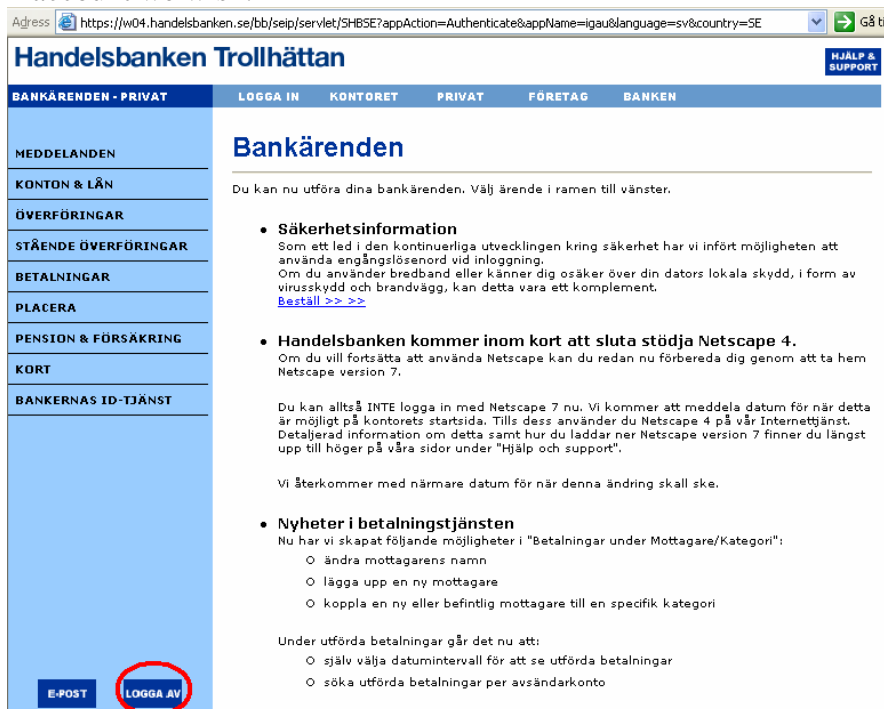 Adress https://w04.handelsbanken.se/bb/seip/servlet/SHBSE?appAction=Authenticate&appName=igau&language=sv&country=SE Gå ti
Handelsbanken Trollhättan
HJÄLP &
SUPPORT
BANKÄRENDEN - PRIVAT LOGGA IN KONTORET PRIVAT FÖRETAG BANKEN
MEDDELANDEN
KONTON & LÅN
ÖVERFÖRINGAR
STÅENDE ÖVERFÖRINGAR
BETALNINGAR
PLACERA
PENSION & FÖRSÄKRING
KORT
BANKERNAS ID-TJÄNST
E-POST
LOGGA AV
Bankärenden
Du kan nu utföra dina bankärenden. Välj ärende i ramen till vänster.
• Säkerhetsinformation
Som ett led i den kontinuerliga utvecklingen kring säkerhet har vi infört möjligheten att
använda engångslösenord vid inloggning.
Om du använder bredband eller känner dig osäker över din dators lokala skydd, i form av
virusskydd och brandvägg, kan detta vara ett komplement.
Beställ >> >>
• Handelsbanken kommer inom kort att sluta stödja Netscape 4.
Om du vill fortsätta att använda Netscape kan du redan nu förbereda dig genom att ta hem
Netscape version 7.
Du kan alltså INTE logga in med Netscape 7 nu. Vi kommer att meddela datum för när detta
är möjligt på kontorets startsida. Tills dess använder du Netscape 4 på vår Internettjänst.
Detaljerad information om detta samt hur du laddar ner Netscape version 7 finner du längst
upp till höger på våra sidor under "Hjälp och support".
Vi återkommer med närmare datum för när denna ändring skall ske.
• Nyheter i betalningstjänsten
Nu har vi skapat följande möjligheter i "Betalningar under Mottagare/Kategori":
o ändra mottagarens namn
o lägga upp en ny mottagare
o koppla en ny eller befintlig mottagare till en specifik kategori
Under utförda betalningar går det nu att:
o själv välja datumintervall för att se utförda betalningar
o söka utförda betalningar per avsändarkonto